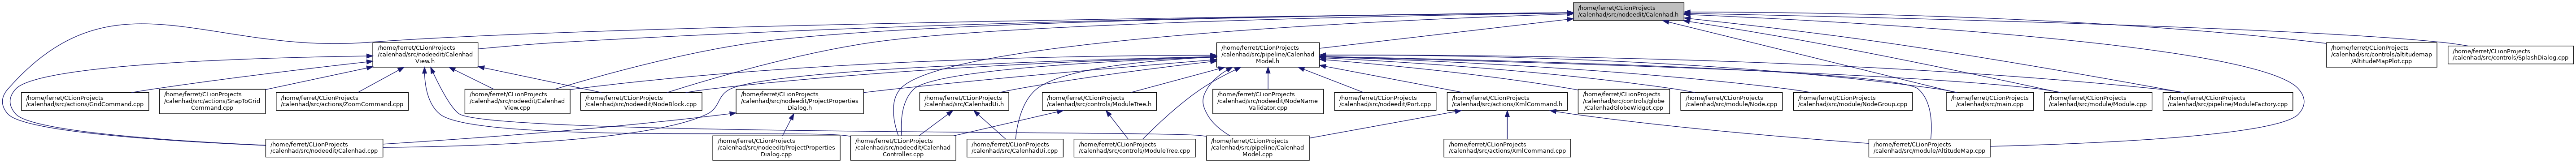 /home/ferret/CLionProjects
/calenhad/src/nodeedit/Calenhad.h
/home/ferret/CLionProjects
/calenhad/src/nodeedit/Calenhad
View.h
/home/ferret/CLionProjects
/calenhad/src/pipeline/Calenhad
Model.h
/home/ferret/CLionProjects
/calenhad/src/controls/altitudemap
/AltitudeMapPlot.cpp
/home/ferret/CLionProjects
/calenhad/src/controls/SplashDialog.cpp
/home/ferret/CLionProjects
/calenhad/src/actions/GridCommand.cpp
/home/ferret/CLionProjects
/calenhad/src/actions/SnapToGrid
Command.cpp
/home/ferret/CLionProjects
/calenhad/src/actions/ZoomCommand.cpp
/home/ferret/CLionProjects
/calenhad/src/nodeedit/Calenhad
View.cpp
/home/ferret/CLionProjects
/calenhad/src/nodeedit/NodeBlock.cpp
/home/ferret/CLionProjects
/calenhad/src/nodeedit/ProjectProperties
Dialog.h
/home/ferret/CLionProjects
/calenhad/src/CalenhadUi.h
/home/ferret/CLionProjects
/calenhad/src/controls/ModuleTree.h
/home/ferret/CLionProjects
/calenhad/src/nodeedit/NodeName
Validator.cpp
/home/ferret/CLionProjects
/calenhad/src/nodeedit/Port.cpp
/home/ferret/CLionProjects
/calenhad/src/actions/XmlCommand.h
/home/ferret/CLionProjects
/calenhad/src/controls/globe
/CalenhadGlobeWidget.cpp
/home/ferret/CLionProjects
/calenhad/src/module/Node.cpp
/home/ferret/CLionProjects
/calenhad/src/module/NodeGroup.cpp
/home/ferret/CLionProjects
/calenhad/src/main.cpp
/home/ferret/CLionProjects
/calenhad/src/module/Module.cpp
/home/ferret/CLionProjects
/calenhad/src/pipeline/ModuleFactory.cpp
/home/ferret/CLionProjects
/calenhad/src/nodeedit/Calenhad.cpp
/home/ferret/CLionProjects
/calenhad/src/nodeedit/ProjectProperties
Dialog.cpp
/home/ferret/CLionProjects
/calenhad/src/nodeedit/Calenhad
Controller.cpp
/home/ferret/CLionProjects
/calenhad/src/CalenhadUi.cpp
/home/ferret/CLionProjects
/calenhad/src/controls/ModuleTree.cpp
/home/ferret/CLionProjects
/calenhad/src/pipeline/Calenhad
Model.cpp
/home/ferret/CLionProjects
/calenhad/src/actions/XmlCommand.cpp
/home/ferret/CLionProjects
/calenhad/src/module/AltitudeMap.cpp